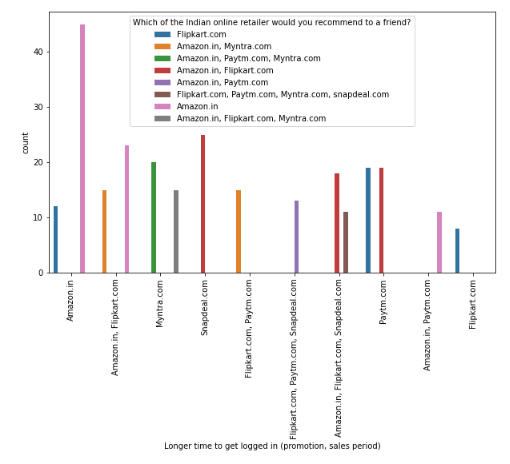 Which of the Indian online retailer would you recommend to a friend?
Flipkart.com
Amazon.in, Myntra.com
Amazon.in, Paytm.com, Myntra.com
Amazon.in, Flipkart.com
Amazon.in, Paytm.com
Flipkart.com, Paytm.com, Myntra.com, snapdeal.com
Amazon.in
Amazon.in, Flipkart.com, Myntra.com
count
40
30
20
10
0
Amazon.in
Amazon.in, Flipkart.com
Myntra.com
Snapdeal.com
Flipkart.com, Paytm.com
Flipkart.com, Paytm.com, Snapdeal.com
Amazon.in, Flipkart.com, Snapdeal.com
Paytm.com
Amazon.in, Paytm.com
Flipkart.com
Longer time to get logged in (promotion, sales period)